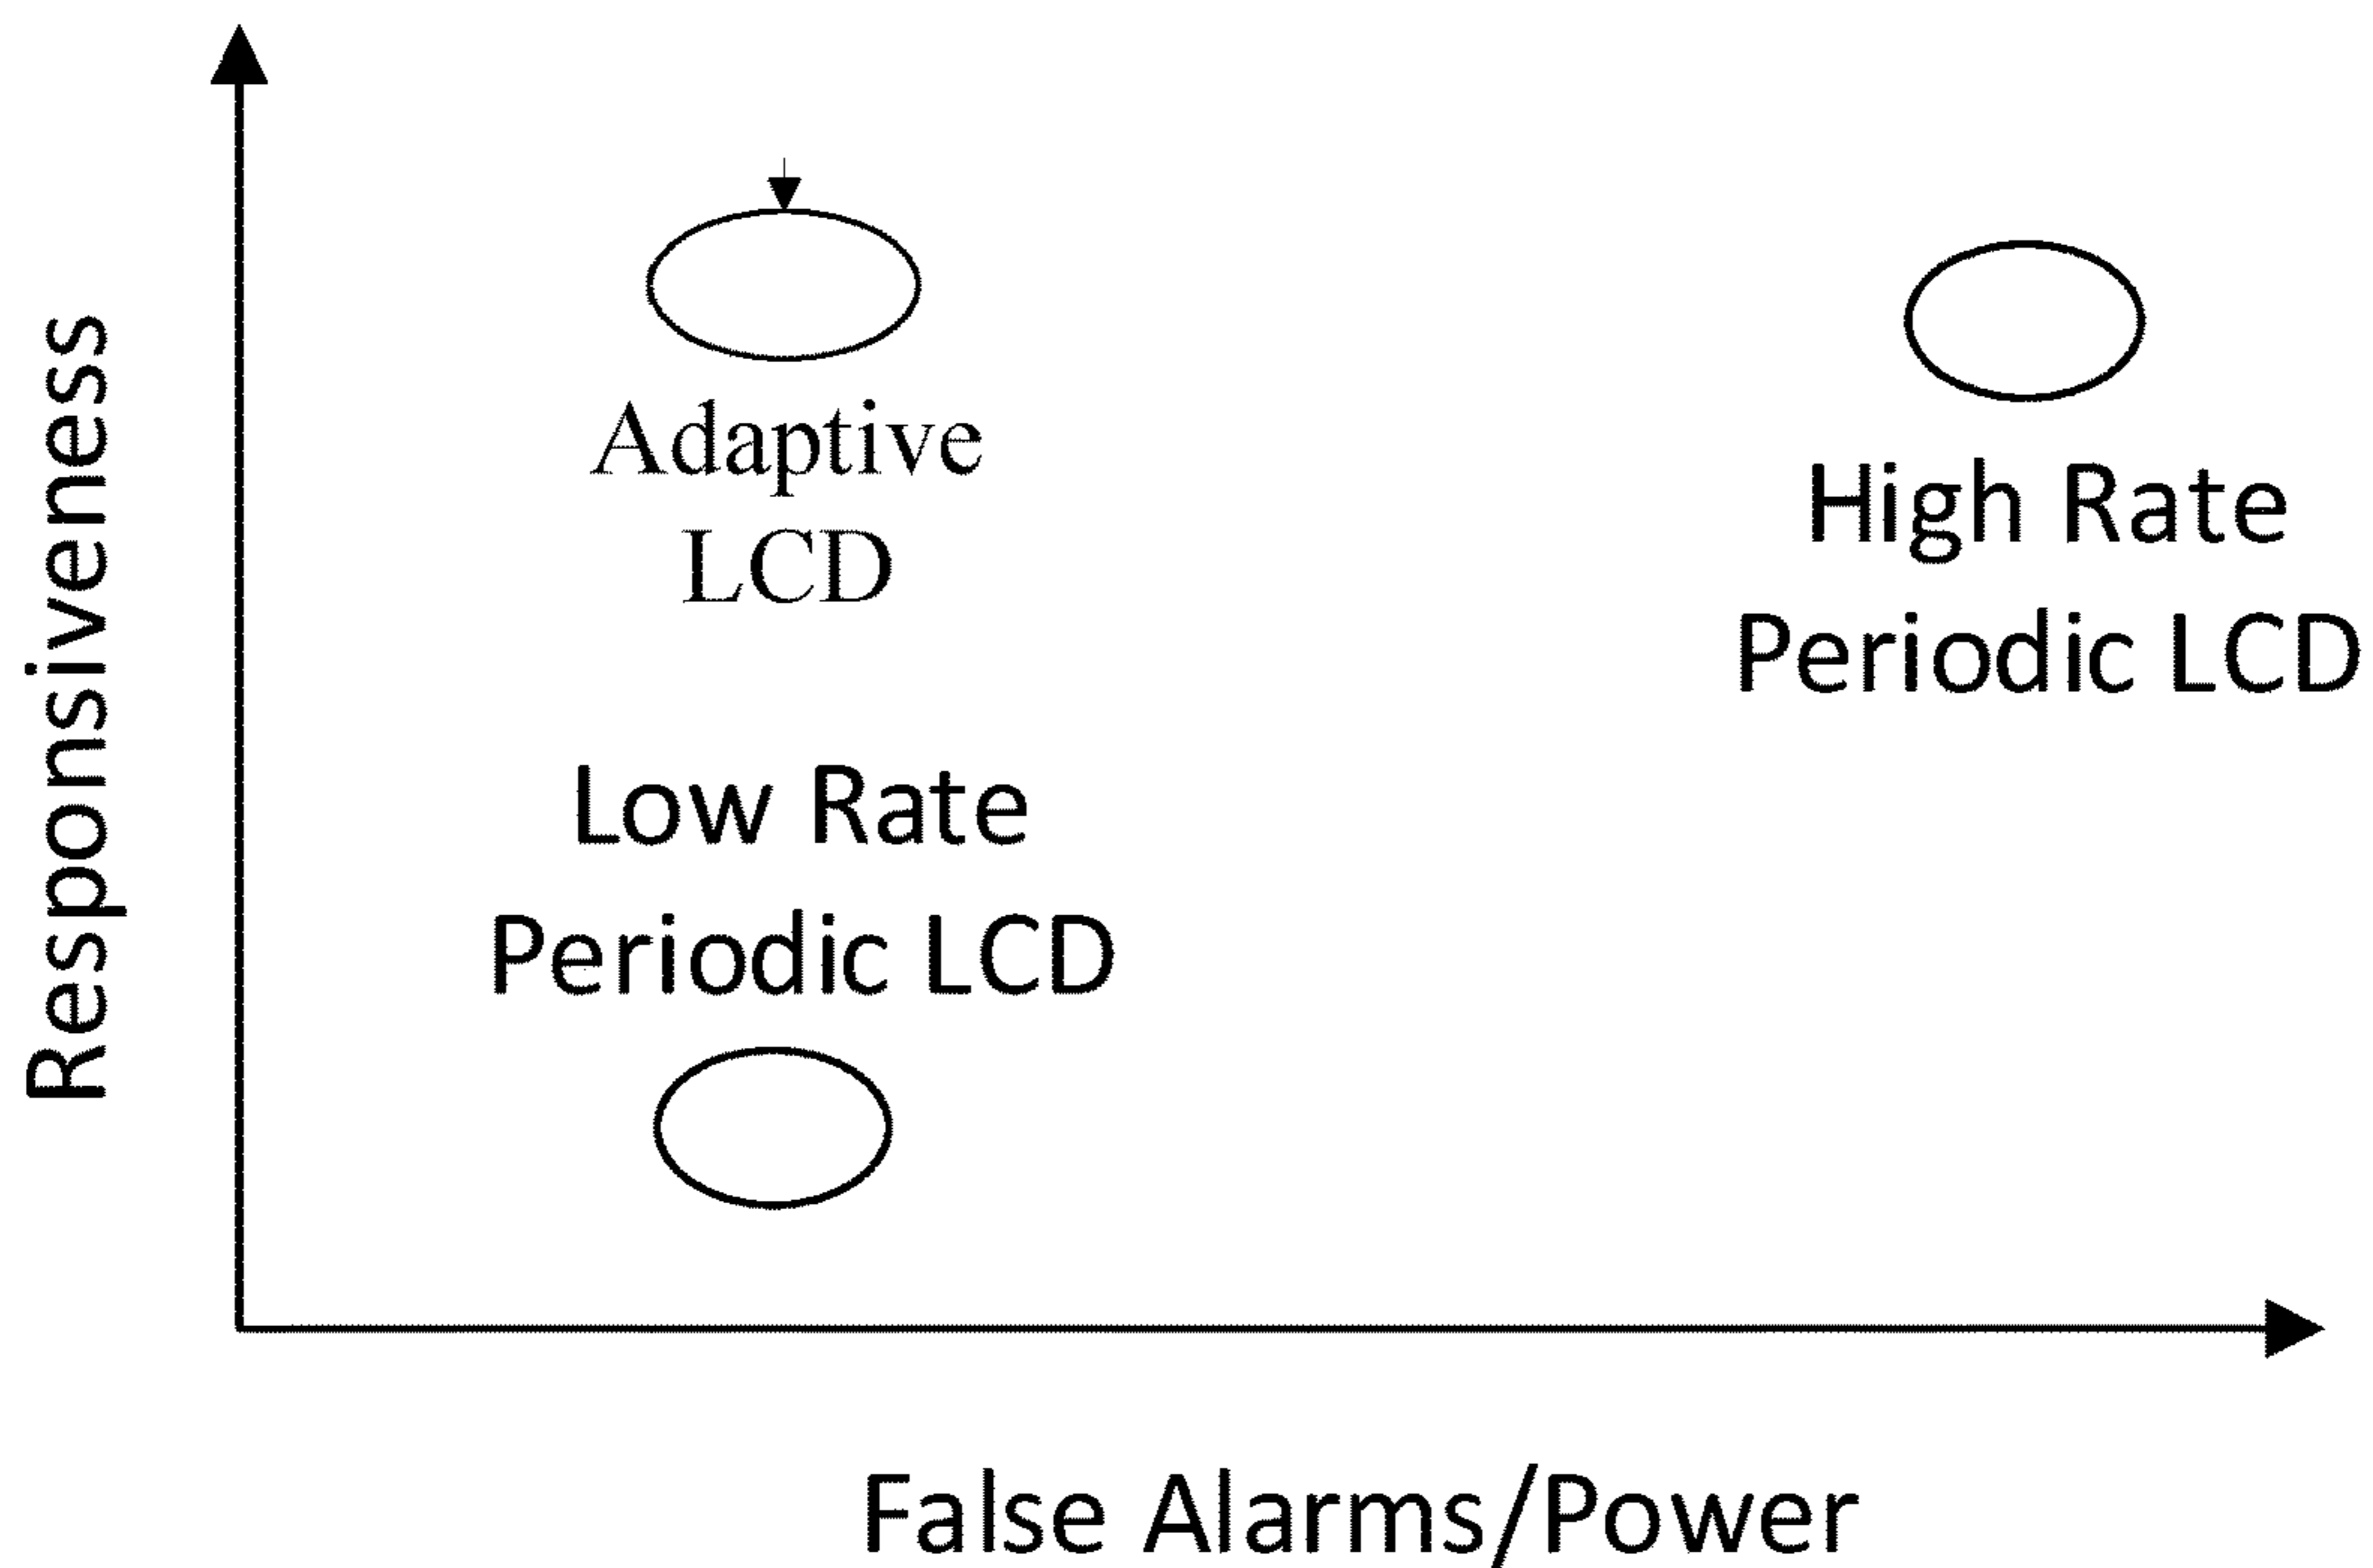 Responsiveness
Adaptive
LCD
High Rate
Periodic LCD
Low Rate
Periodic LCD
False Alarms/Power